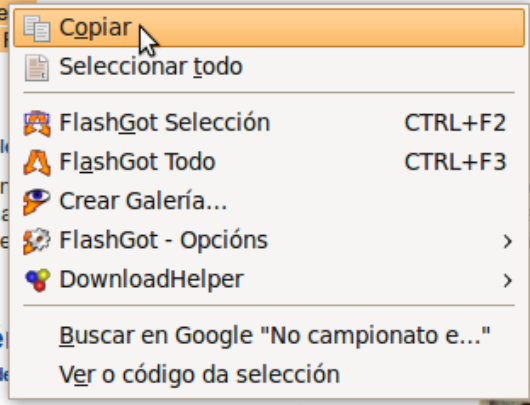 Copiar
Seleccionar todo
FlashGot Selección CTRL+F2
FlashGot Todo CTRL+F3
Crear Galería...
FlashGot - Opcións
DownloadHelper
Buscar en Google "No campionato e..."
Ver o código da selección